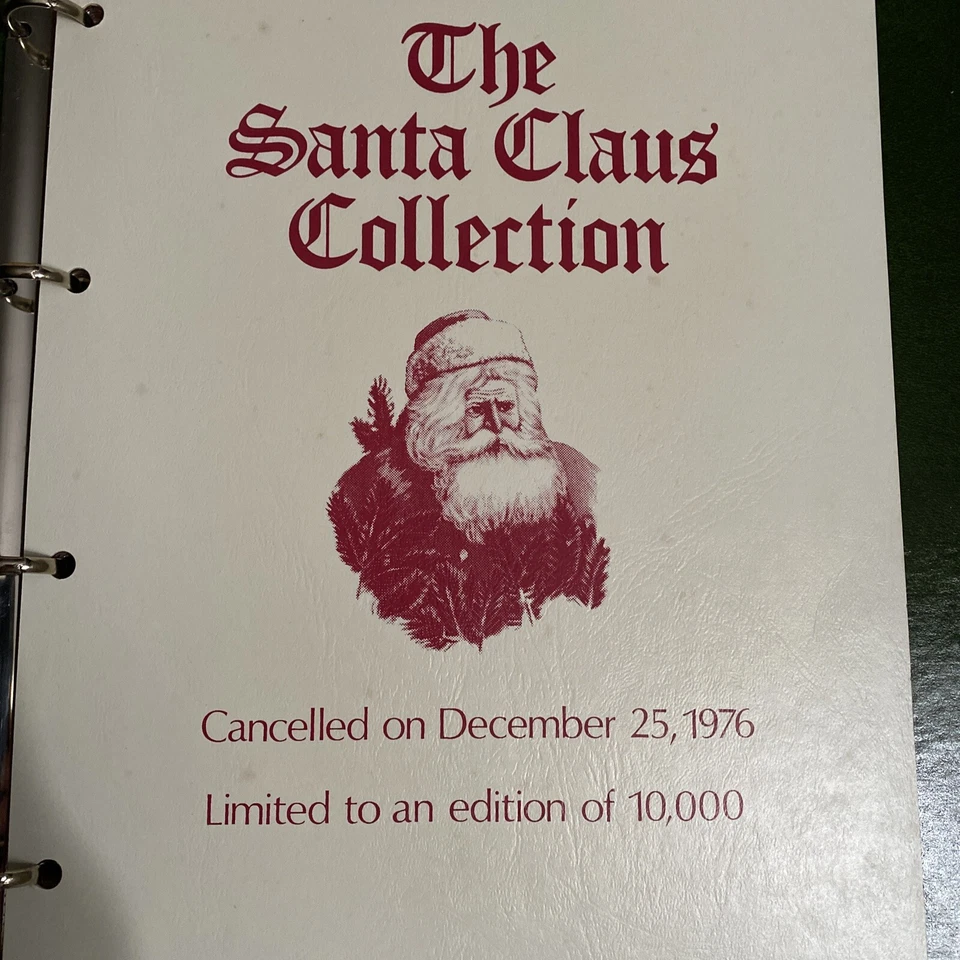 The
Santa Claus
Collection
Cancelled on December 25, 1976
Limited to an edition of 10,000